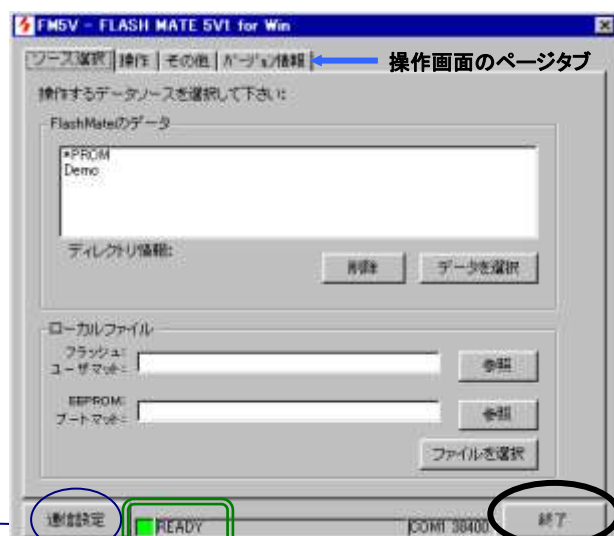 FM5V - FLASH MATE 5V1 for Win
ソース選択 操作 その他 バージョン情報
操作画面のページタブ
操作するデータソースを選択して下さい:
FlashMateのデータ
*PROM
Demo
ディレクトリ情報:
削除 データを選択
ローカルファイル
フラッシュ:
ユーザマット:
参照
EEPROM:
ブートマット:
参照
ファイルを選択
通信設定 READY COM1 38400 終了